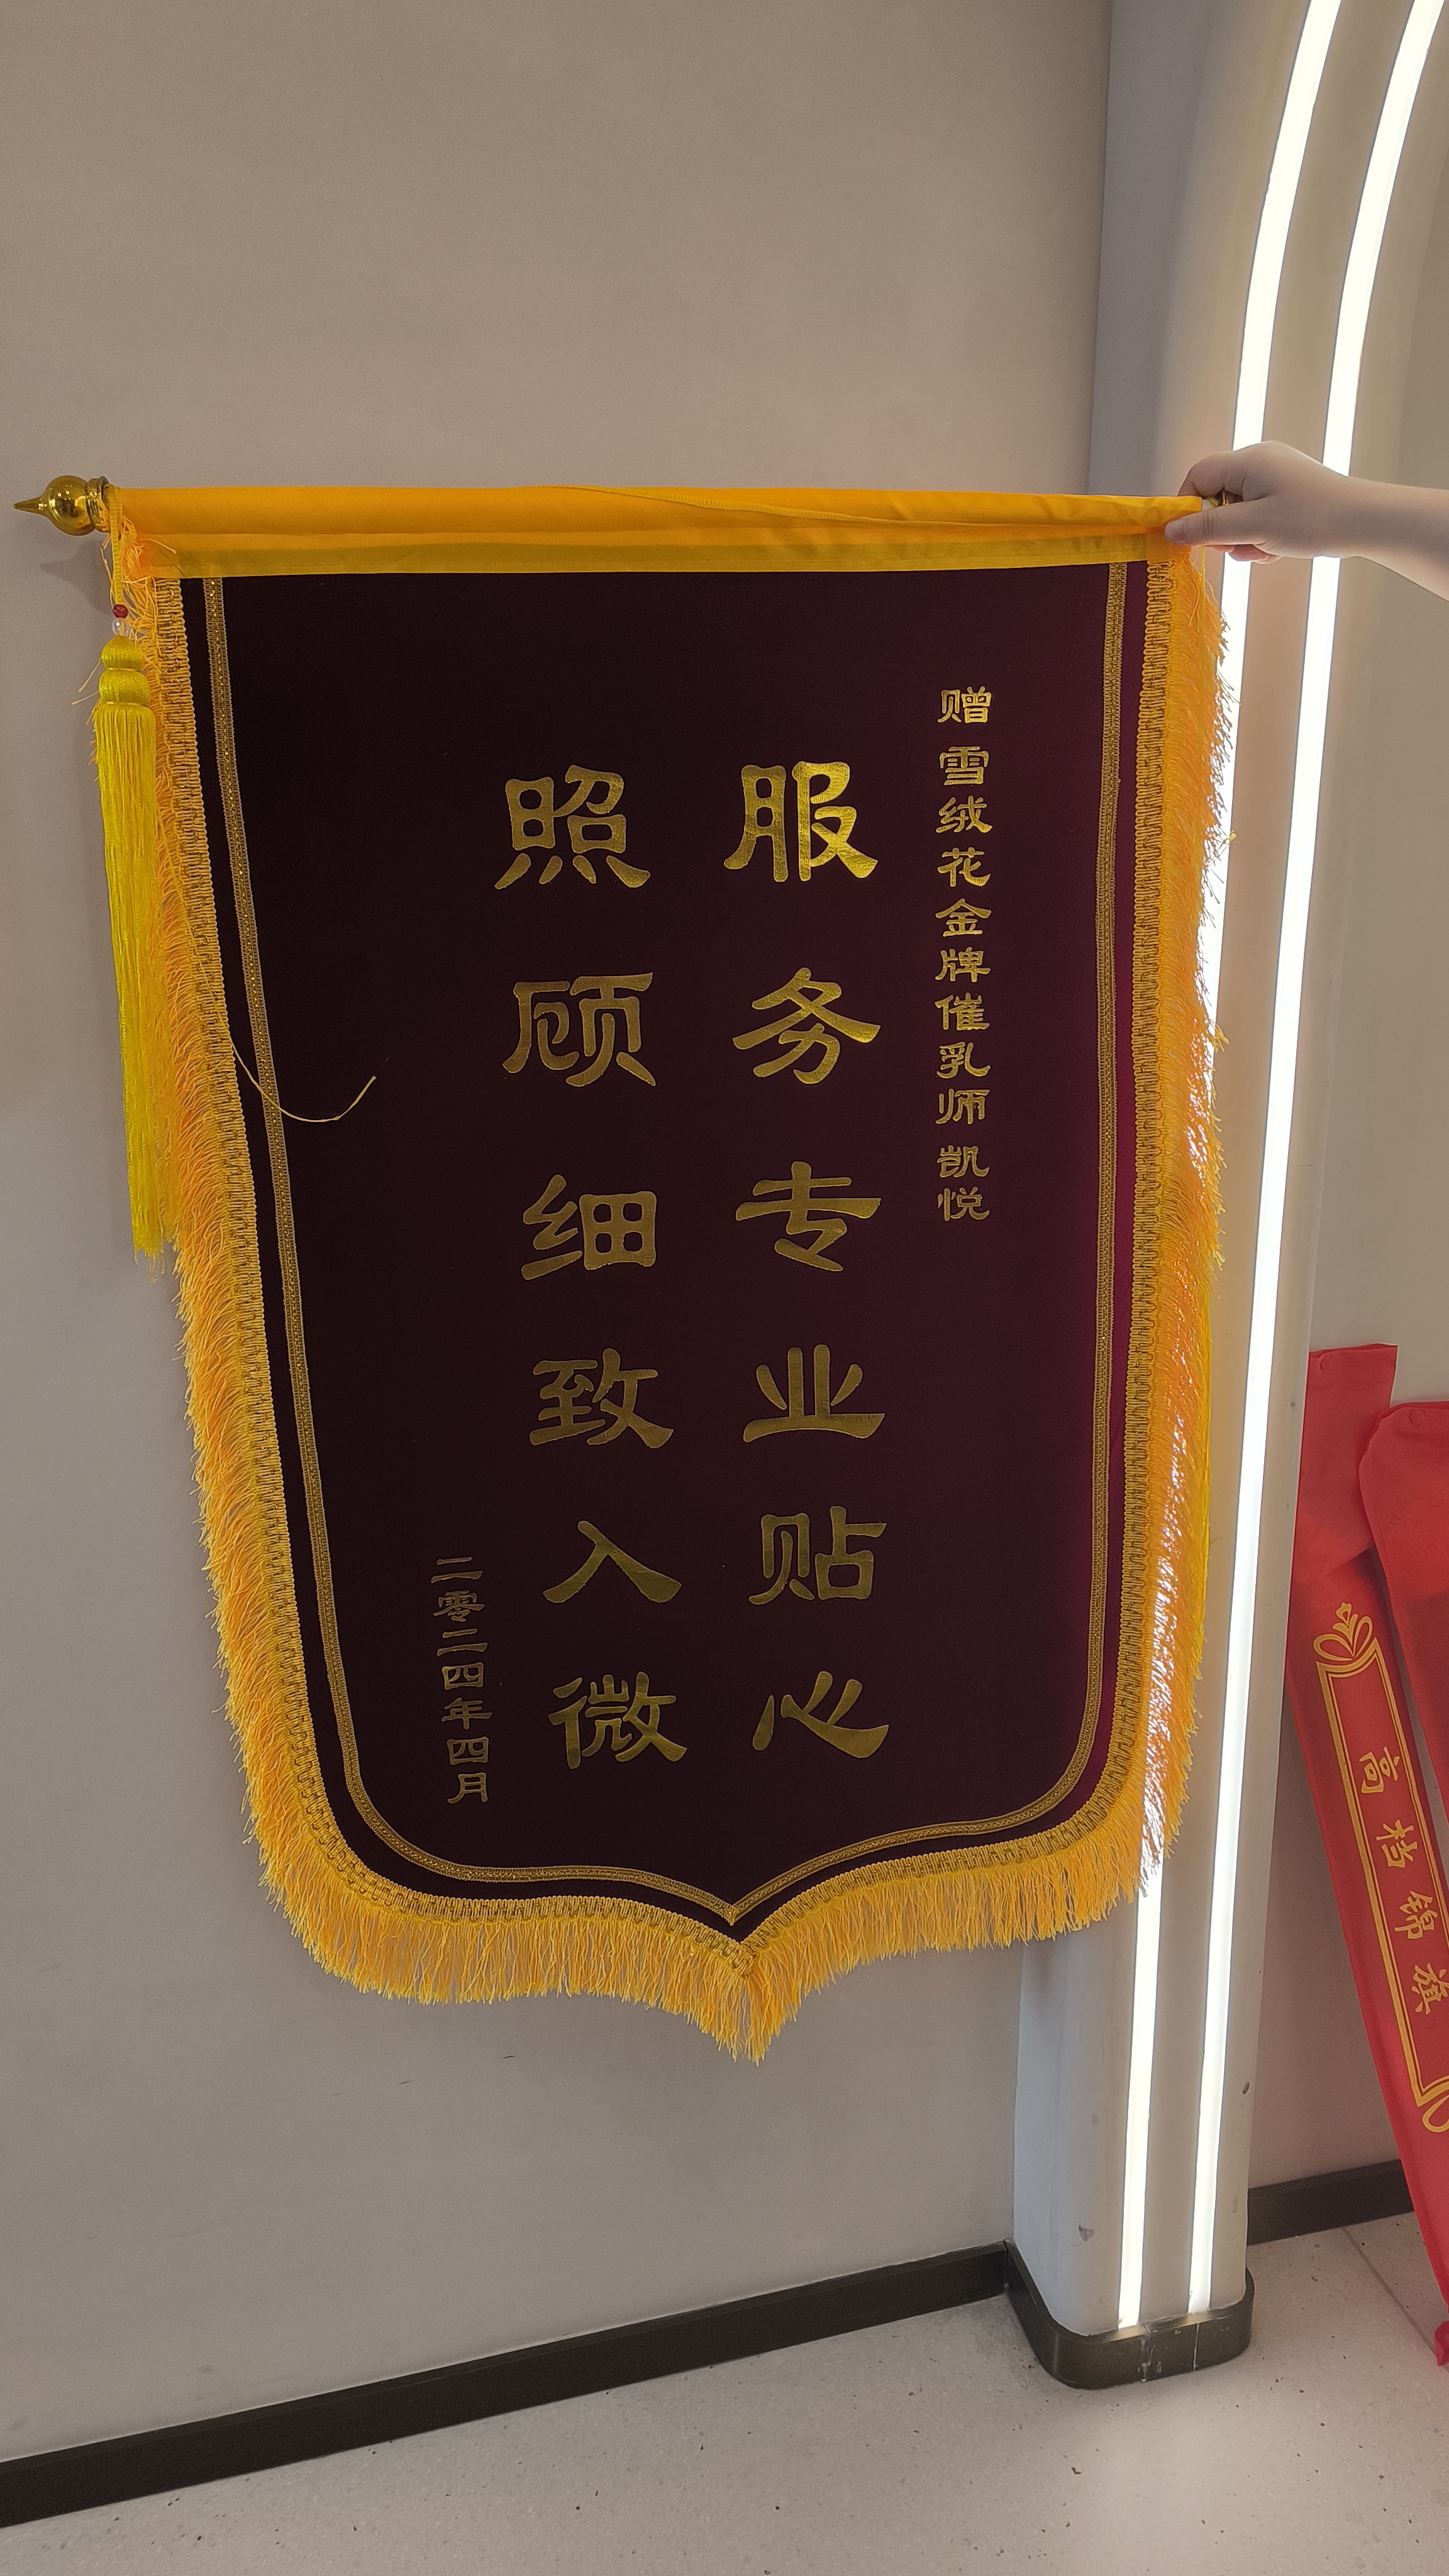 赠 雪绒花金牌催乳师 凯悦
服务专业贴心
照顾细致入微
二零二四年四月
高档锦旗